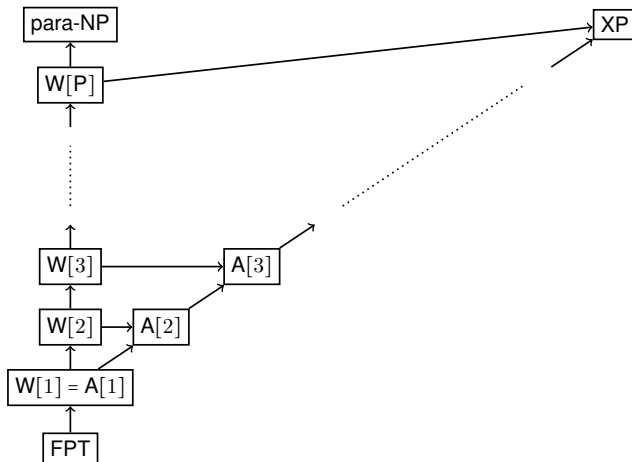 para-NP
XP
W[P]
W[3]
A[3]
W[2]
A[2]
W[1] = A[1]
FPT